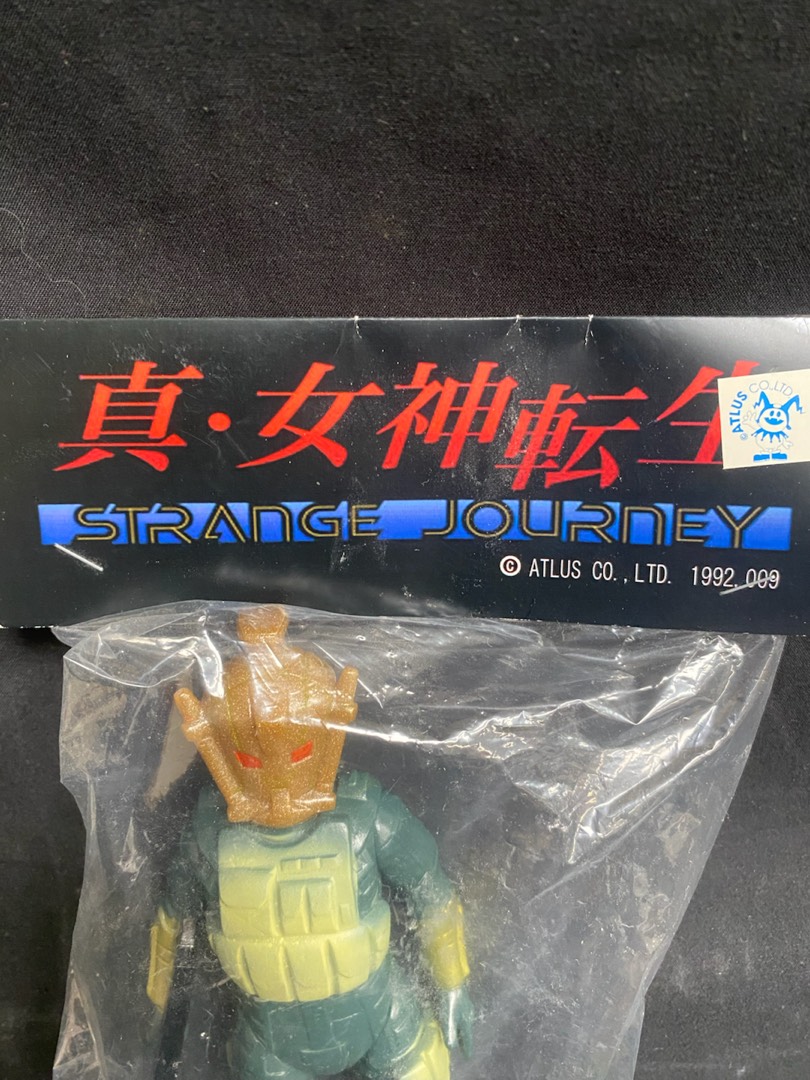 真・女神転生
STRANGE JOURNEY
© ATLUS CO.,LTD. 1992,009
© ATLUS CO.,LTD